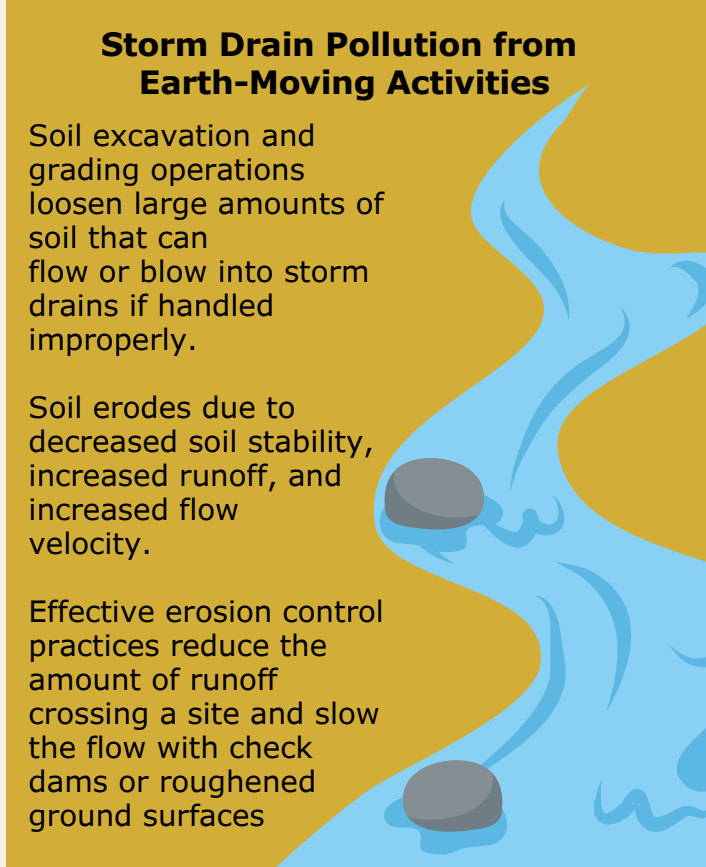 Storm Drain Pollution from
Earth-Moving Activities
Soil excavation and
grading operations
loosen large amounts of
soil that can
flow or blow into storm
drains if handled
improperly.
Soil erodes due to
decreased soil stability,
increased runoff, and
increased flow
velocity.
Effective erosion control
practices reduce the
amount of runoff
crossing a site and slow
the flow with check
dams or roughened
ground surfaces